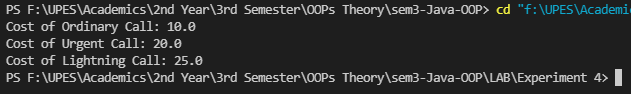 PS F:\UPES\Academics\2nd Year\3rd Semester\OOPs Theory\sem3-Java-OOP> cd "f:\UPES\Academic
Cost of Ordinary Call: 10.0
Cost of Urgent Call: 20.0
Cost of Lightning Call: 25.0
PS F:\UPES\Academics\2nd Year\3rd Semester\OOPs Theory\sem3-Java-OOP\LAB\Experiment 4>